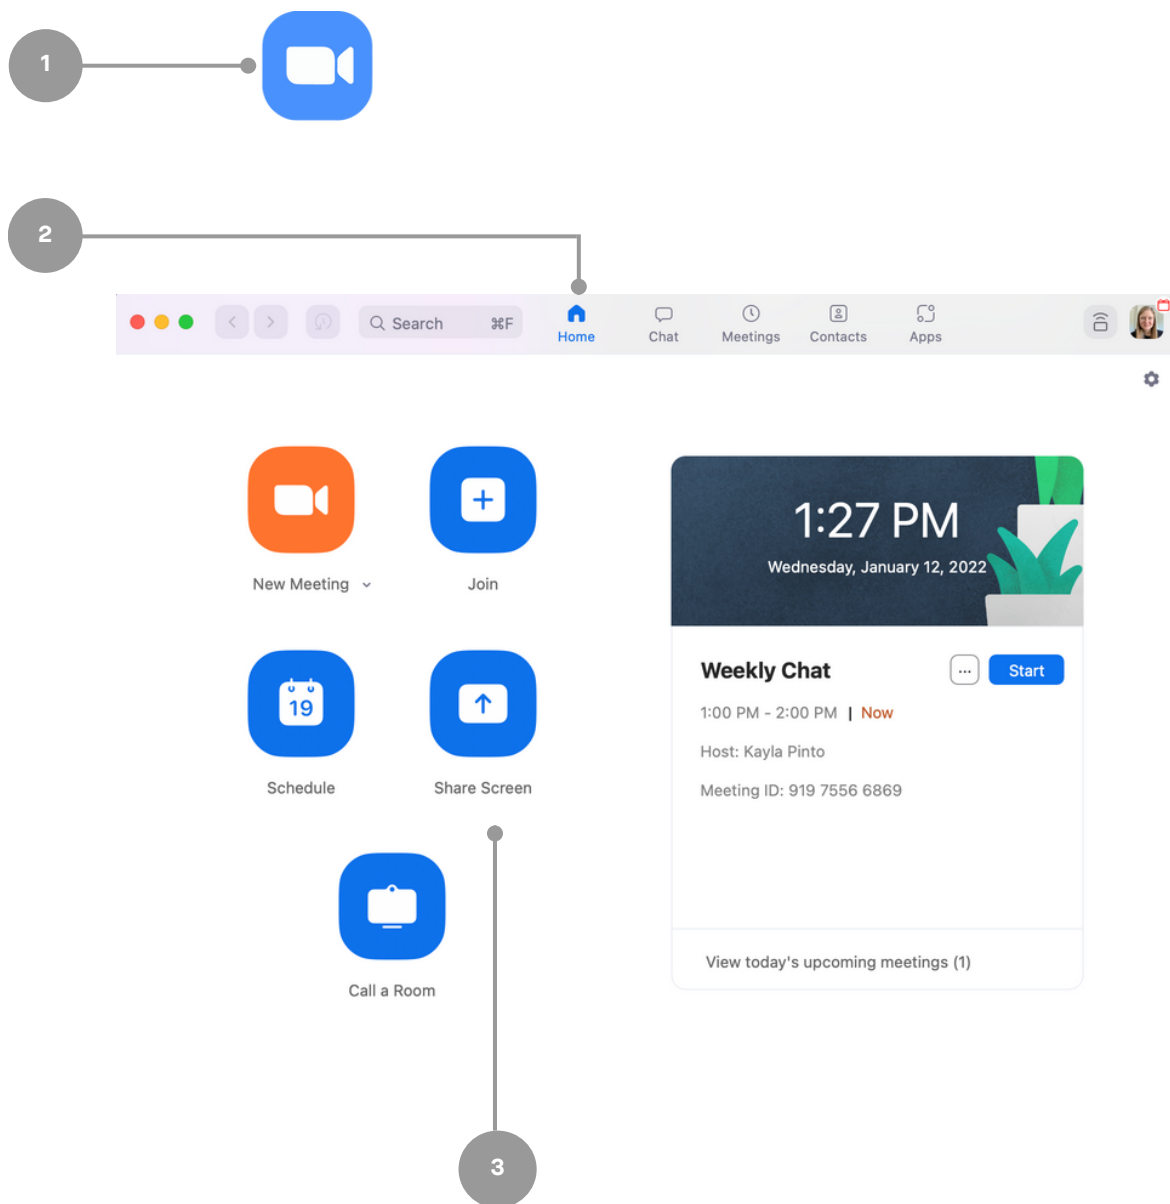 1
2
Search ⌘F
Home
Chat
Meetings
Contacts
Apps
New Meeting
Join
1:27 PM
Wednesday, January 12, 2022
Weekly Chat
...
Start
1:00 PM - 2:00 PM | Now
Host: Kayla Pinto
Meeting ID: 919 7556 6869
19
Schedule
Share Screen
Call a Room
View today's upcoming meetings (1)
3